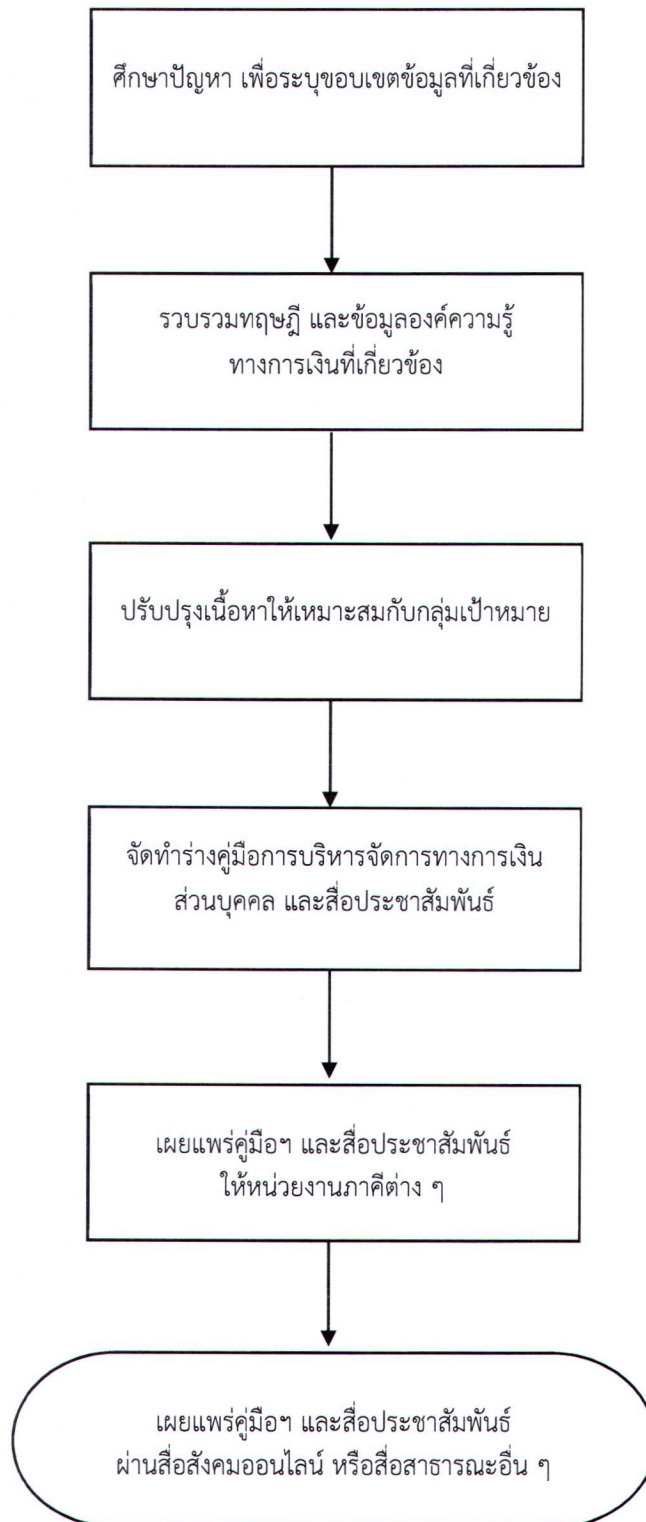 ศึกษาปัญหา เพื่อระบุขอบเขตข้อมูลที่เกี่ยวข้อง
รวบรวมทฤษฎี และข้อมูลองค์ความรู้
ทางการเงินที่เกี่ยวข้อง
ปรับปรุงเนื้อหาให้เหมาะสมกับกลุ่มเป้าหมาย
จัดทำร่างคู่มือการบริหารจัดการทางการเงิน
ส่วนบุคคล และสื่อประชาสัมพันธ์
เผยแพร่คู่มือฯ และสื่อประชาสัมพันธ์
ให้หน่วยงานภาคีต่าง ๆ
เผยแพร่คู่มือฯ และสื่อประชาสัมพันธ์
ผ่านสื่อสังคมออนไลน์ หรือสื่อสาธารณะอื่น ๆ